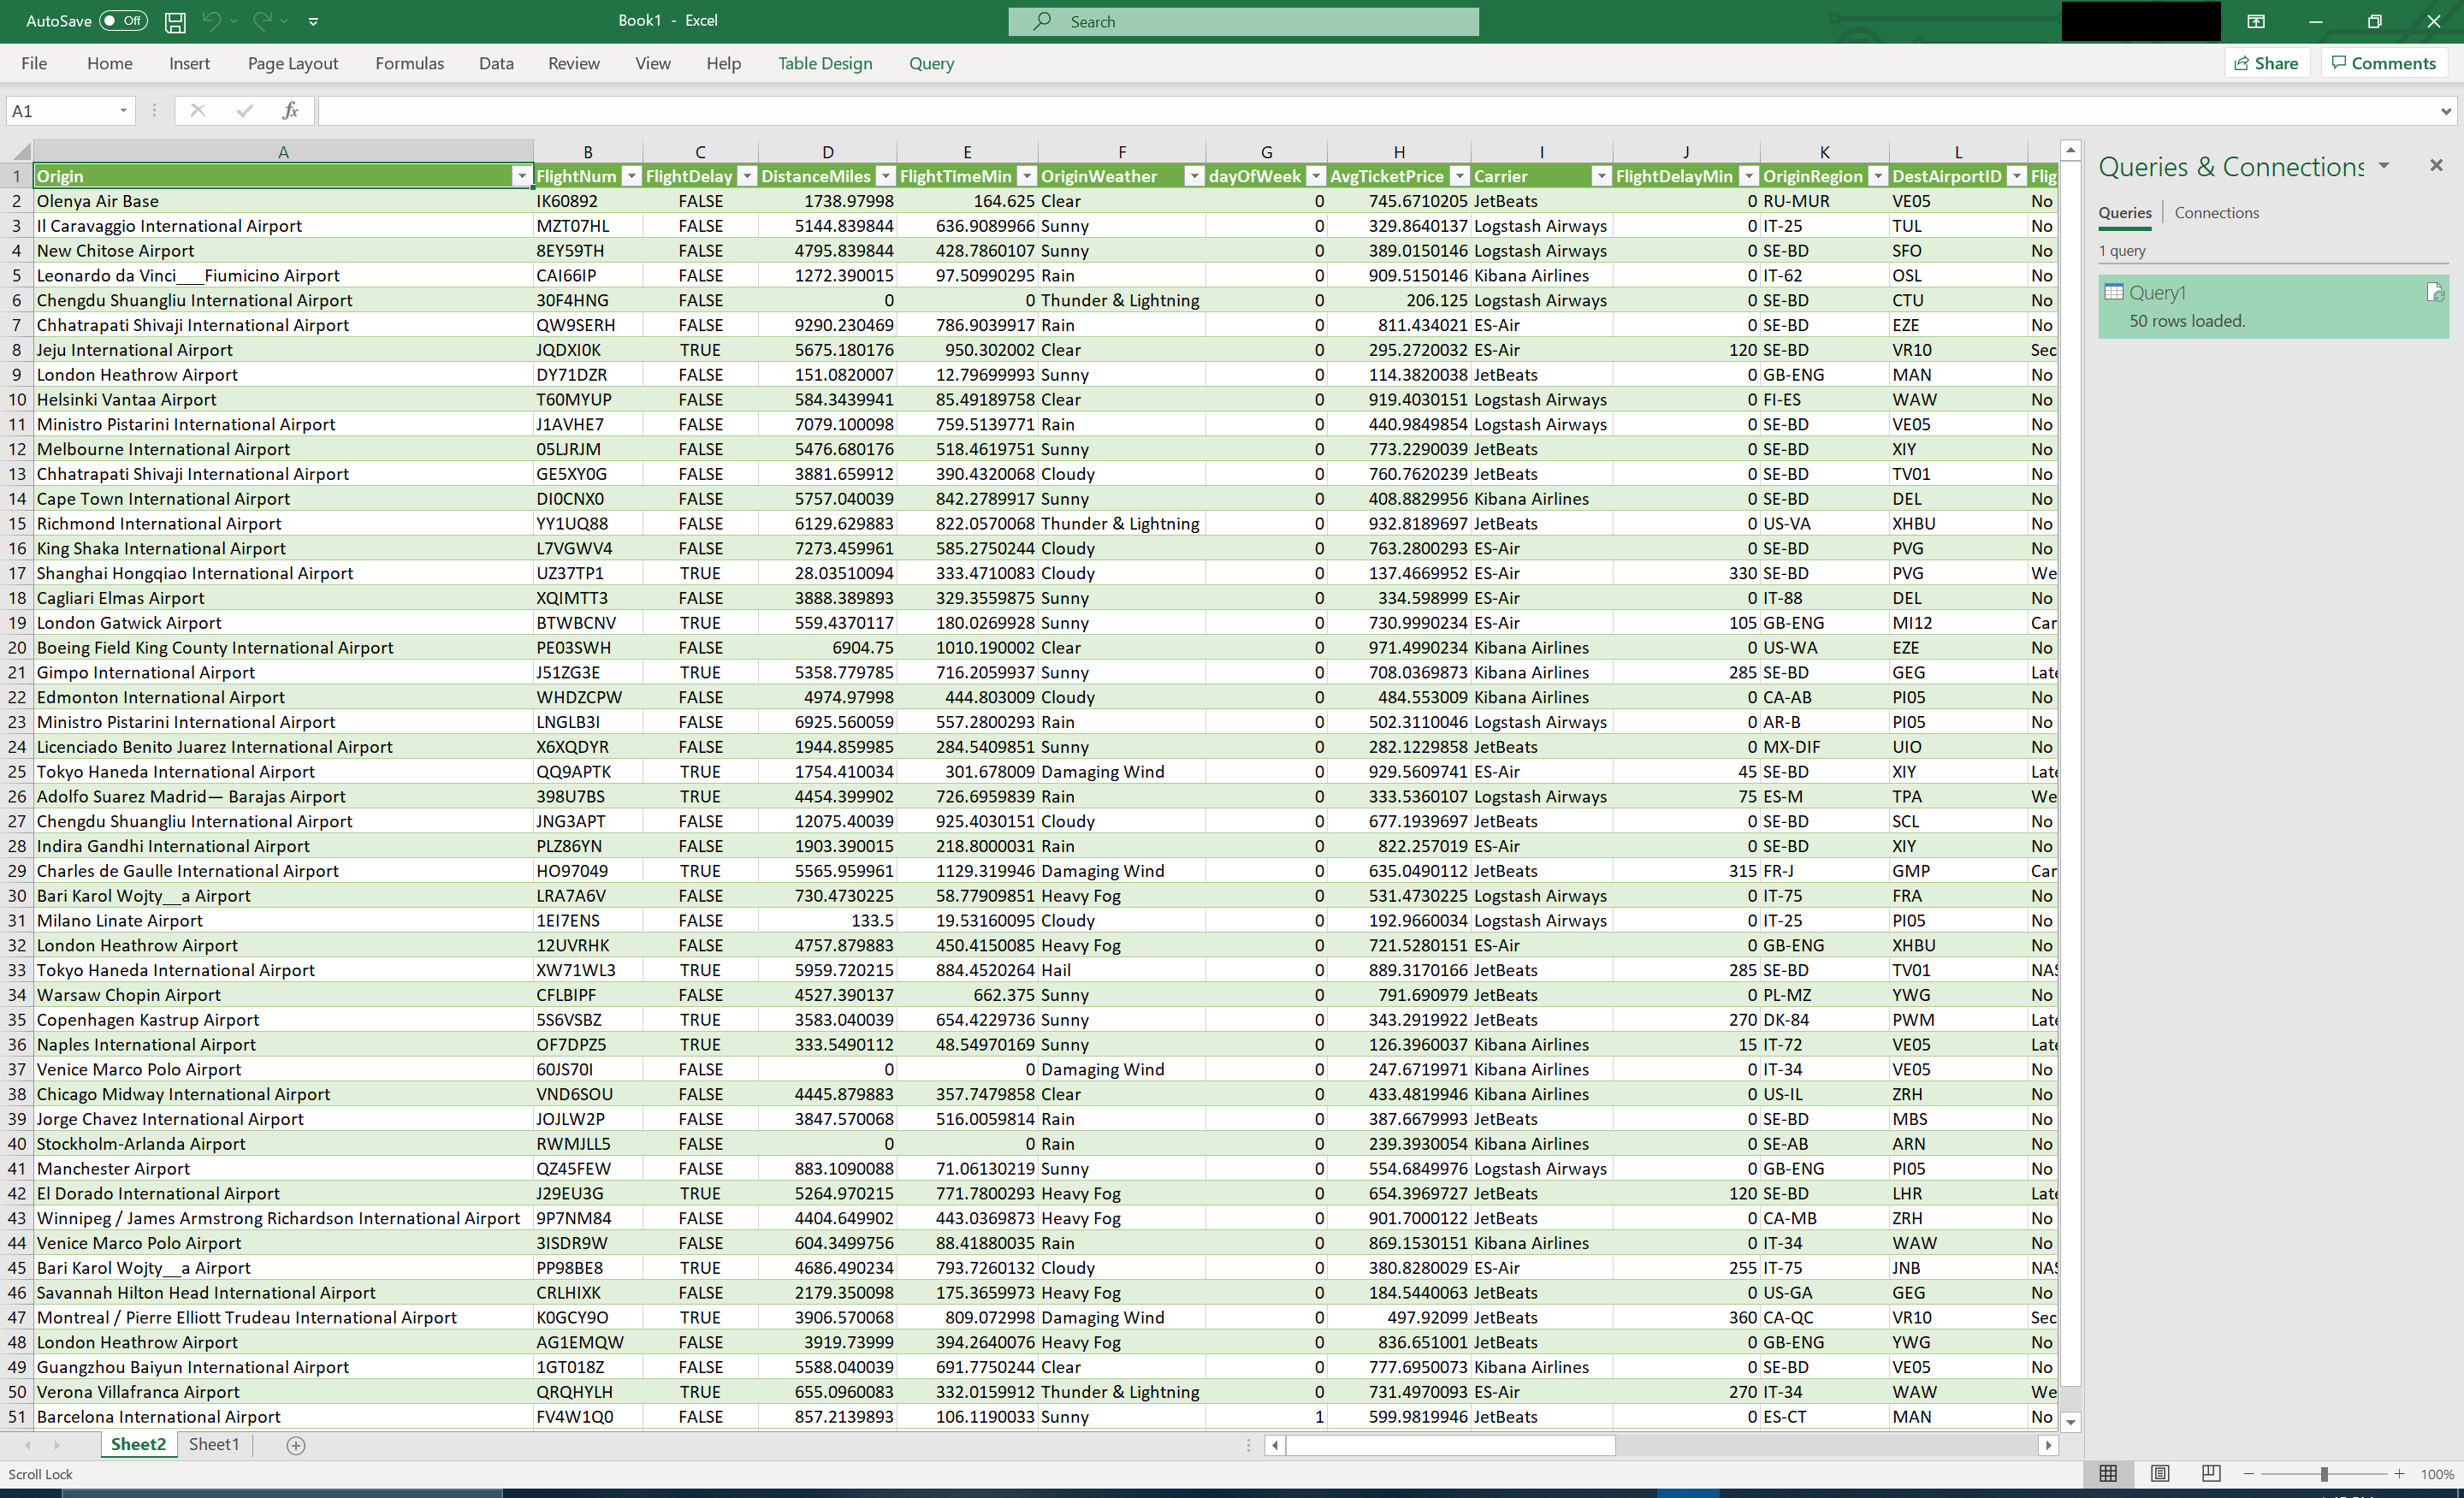 AutoSave Off Book1 - Excel Search
File Home Insert Page Layout Formulas Data Review View Help Table Design Query Share Comments
A1 fx
A B C D E F G H I J K L
1 Origin FlightNum FlightDelay DistanceMiles FlightTimeMin OriginWeather dayOfWeek AvgTicketPrice Carrier FlightDelayMin OriginRegion DestAirportID Flig
2 Olenya Air Base IK60892 FALSE 1738.97998 164.625 Clear 0 745.6710205 JetBeats 0 RU-MUR VE05 No
3 Il Caravaggio International Airport MZT07HL FALSE 5144.839844 636.9089966 Sunny 0 329.8640137 Logstash Airways 0 IT-25 TUL No
4 New Chitose Airport 8EY59TH FALSE 4795.839844 428.7860107 Sunny 0 389.0150146 Logstash Airways 0 SE-BD SFO No
5 Leonardo da Vinci___Fiumicino Airport CAI66IP FALSE 1272.390015 97.50990295 Rain 0 909.5150146 Kibana Airlines 0 IT-62 OSL No
6 Chengdu Shuangliu International Airport 30F4HNG FALSE 0 0 Thunder & Lightning 0 206.125 Logstash Airways 0 SE-BD CTU No
7 Chhatrapati Shivaji International Airport QW9SERH FALSE 9290.230469 786.9039917 Rain 0 811.434021 ES-Air 0 SE-BD EZE No
8 Jeju International Airport JQDXI0K TRUE 5675.180176 950.302002 Clear 0 295.2720032 ES-Air 120 SE-BD VR10 Sec
9 London Heathrow Airport DY71DZR FALSE 151.0820007 12.79699993 Sunny 0 114.3820038 JetBeats 0 GB-ENG MAN No
10 Helsinki Vantaa Airport T60MYUP FALSE 584.3439941 85.49189758 Clear 0 919.4030151 Logstash Airways 0 FI-ES WAW No
11 Ministro Pistarini International Airport J1AVHE7 FALSE 7079.100098 759.5139771 Rain 0 440.9849854 Logstash Airways 0 SE-BD VE05 No
12 Melbourne International Airport 05LJRJM FALSE 5476.680176 518.4619751 Sunny 0 773.2290039 JetBeats 0 SE-BD XIY No
13 Chhatrapati Shivaji International Airport GE5XY0G FALSE 3881.659912 390.4320068 Cloudy 0 760.7620239 JetBeats 0 SE-BD TV01 No
14 Cape Town International Airport DI0CNX0 FALSE 5757.040039 842.2789917 Sunny 0 408.8829956 Kibana Airlines 0 SE-BD DEL No
15 Richmond International Airport YY1UQ88 FALSE 6129.629883 822.0570068 Thunder & Lightning 0 932.8189697 JetBeats 0 US-VA XHBU No
16 King Shaka International Airport L7VGWV4 FALSE 7273.459961 585.2750244 Cloudy 0 763.2800293 ES-Air 0 SE-BD PVG No
17 Shanghai Hongqiao International Airport UZ37TP1 TRUE 28.03510094 333.4710083 Cloudy 0 137.4669952 ES-Air 330 SE-BD PVG We
18 Cagliari Elmas Airport XQIMTT3 FALSE 3888.389893 329.3559875 Sunny 0 334.598999 ES-Air 0 IT-88 DEL No
19 London Gatwick Airport BTWBCNV TRUE 559.4370117 180.0269928 Sunny 0 730.9990234 ES-Air 105 GB-ENG MI12 Car
20 Boeing Field King County International Airport PE03SWH FALSE 6904.75 1010.190002 Clear 0 971.4990234 Kibana Airlines 0 US-WA EZE No
21 Gimpo International Airport J51ZG3E TRUE 5358.779785 716.2059937 Sunny 0 708.0369873 Kibana Airlines 285 SE-BD GEG Late
22 Edmonton International Airport WHDZCPW FALSE 4974.97998 444.803009 Cloudy 0 484.553009 Kibana Airlines 0 CA-AB PI05 No
23 Ministro Pistarini International Airport LNGLB3I FALSE 6925.560059 557.2800293 Rain 0 502.3110046 Logstash Airways 0 AR-B PI05 No
24 Licenciado Benito Juarez International Airport X6XQDYR FALSE 1944.859985 284.5409851 Sunny 0 282.1229858 JetBeats 0 MX-DIF UIO No
25 Tokyo Haneda International Airport QQ9APTK TRUE 1754.410034 301.678009 Damaging Wind 0 929.5609741 ES-Air 45 SE-BD XIY Late
26 Adolfo Suarez Madrid— Barajas Airport 398U7BS TRUE 4454.399902 726.6959839 Rain 0 333.5360107 Logstash Airways 75 ES-M TPA We
27 Chengdu Shuangliu International Airport JNG3APT FALSE 12075.40039 925.4030151 Cloudy 0 677.1939697 JetBeats 0 SE-BD SCL No
28 Indira Gandhi International Airport PLZ86YN FALSE 1903.390015 218.8000031 Rain 0 822.257019 ES-Air 0 SE-BD XIY No
29 Charles de Gaulle International Airport HO97049 TRUE 5565.959961 1129.319946 Damaging Wind 0 635.0490112 JetBeats 315 FR-J GMP Car
30 Bari Karol Wojty__a Airport LRA7A6V FALSE 730.4730225 58.77909851 Heavy Fog 0 531.4730225 Logstash Airways 0 IT-75 FRA No
31 Milano Linate Airport 1EI7ENS FALSE 133.5 19.53160095 Cloudy 0 192.9660034 Logstash Airways 0 IT-25 PI05 No
32 London Heathrow Airport 12UVRHK FALSE 4757.879883 450.4150085 Heavy Fog 0 721.5280151 ES-Air 0 GB-ENG XHBU No
33 Tokyo Haneda International Airport XW71WL3 TRUE 5959.720215 884.4520264 Hail 0 889.3170166 JetBeats 285 SE-BD TV01 NAS
34 Warsaw Chopin Airport CFLBIPF FALSE 4527.390137 662.375 Sunny 0 791.690979 JetBeats 0 PL-MZ YWG No
35 Copenhagen Kastrup Airport 5S6VSBZ TRUE 3583.040039 654.4229736 Sunny 0 343.2919922 JetBeats 270 DK-84 PWM Late
36 Naples International Airport OF7DPZ5 TRUE 333.5490112 48.54970169 Sunny 0 126.3960037 Kibana Airlines 15 IT-72 VE05 Late
37 Venice Marco Polo Airport 60JS70I FALSE 0 0 Damaging Wind 0 247.6719971 Kibana Airlines 0 IT-34 VE05 No
38 Chicago Midway International Airport VND6SOU FALSE 4445.879883 357.7479858 Clear 0 433.4819946 Kibana Airlines 0 US-IL ZRH No
39 Jorge Chavez International Airport JOJLW2P FALSE 3847.570068 516.0059814 Rain 0 387.6679993 JetBeats 0 SE-BD MBS No
40 Stockholm-Arlanda Airport RWMJLL5 FALSE 0 0 Rain 0 239.3930054 Kibana Airlines 0 SE-AB ARN No
41 Manchester Airport QZ45FEW FALSE 883.1090088 71.06130219 Sunny 0 554.6849976 Logstash Airways 0 GB-ENG PI05 No
42 El Dorado International Airport J29EU3G TRUE 5264.970215 771.7800293 Heavy Fog 0 654.3969727 JetBeats 120 SE-BD LHR Late
43 Winnipeg / James Armstrong Richardson International Airport 9P7NM84 FALSE 4404.649902 443.0369873 Heavy Fog 0 901.7000122 JetBeats 0 CA-MB ZRH No
44 Venice Marco Polo Airport 3ISDR9W FALSE 604.3499756 88.41880035 Rain 0 869.1530151 Kibana Airlines 0 IT-34 WAW No
45 Bari Karol Wojty__a Airport PP98BE8 TRUE 4686.490234 793.7260132 Cloudy 0 380.8280029 ES-Air 255 IT-75 JNB NAS
46 Savannah Hilton Head International Airport CRLHIXK FALSE 2179.350098 175.3659973 Heavy Fog 0 184.5440063 JetBeats 0 US-GA GEG No
47 Montreal / Pierre Elliott Trudeau International Airport K0GCY9O TRUE 3906.570068 809.072998 Damaging Wind 0 497.92099 JetBeats 360 CA-QC VR10 Sec
48 London Heathrow Airport AG1EMQW FALSE 3919.73999 394.2640076 Heavy Fog 0 836.651001 JetBeats 0 GB-ENG YWG No
49 Guangzhou Baiyun International Airport 1GT018Z FALSE 5588.040039 691.7750244 Clear 0 777.6950073 Kibana Airlines 0 SE-BD VE05 No
50 Verona Villafranca Airport QRQHYLH TRUE 655.0960083 332.0159912 Thunder & Lightning 0 731.4970093 ES-Air 270 IT-34 WAW We
51 Barcelona International Airport FV4W1Q0 FALSE 857.2139893 106.1190033 Sunny 1 599.9819946 JetBeats 0 ES-CT MAN No
Queries & Connections
Queries Connections
1 query
Query1
50 rows loaded.
Sheet2 Sheet1
Scroll Lock 100%